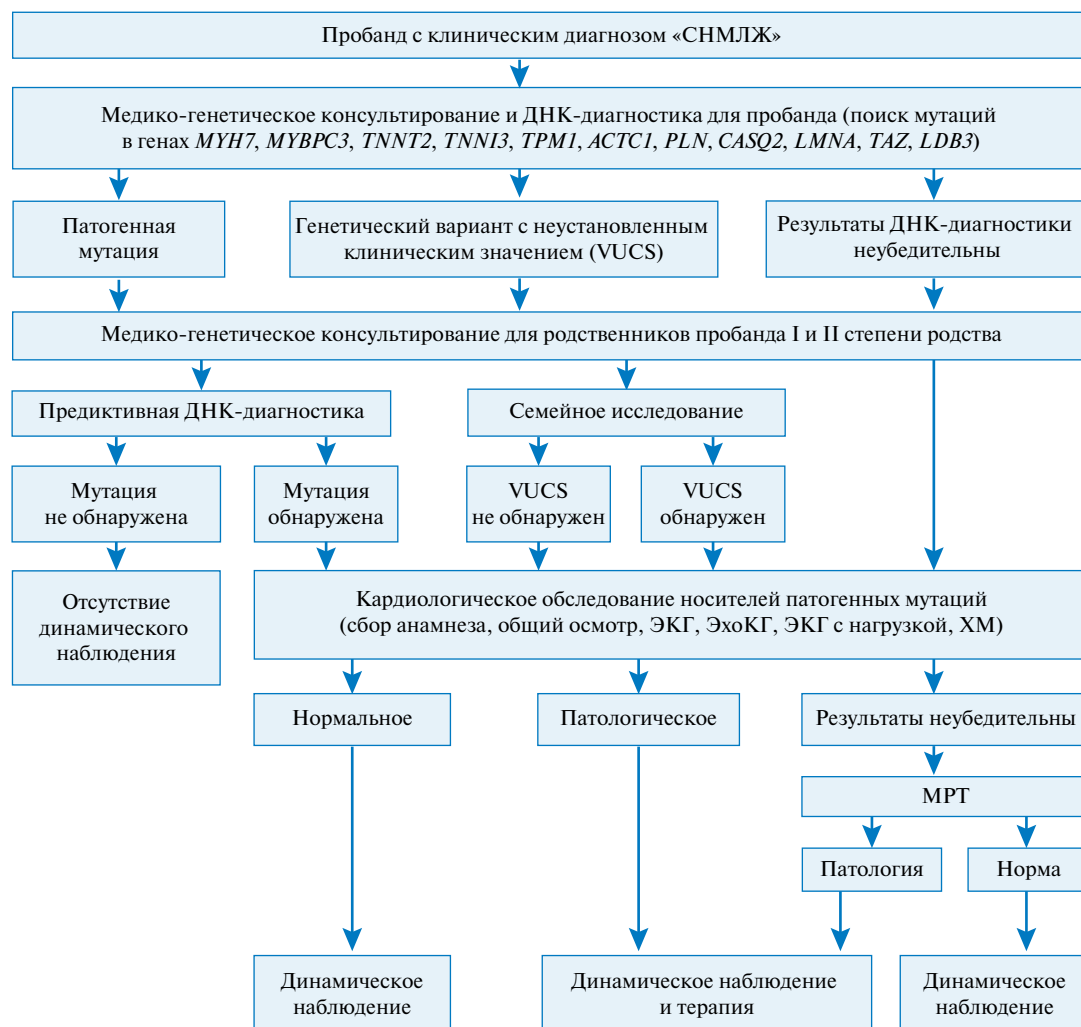 Пробанд с клиническим диагнозом «СНМЛЖ»
Медико-генетическое консультирование и ДНК-диагностика для пробанда (поиск мутаций
в генах MYH7, MYBPC3, TNNT2, TNNI3, TPM1, ACTC1, PLN, CASQ2, LMNA, TAZ, LDB3)
Патогенная
мутация
Генетический вариант с неустановленным
клиническим значением (VUCS)
Результаты ДНК-диагностики
неубедительны
Медико-генетическое консультирование для родственников пробанда I и II степени родства
Предиктивная ДНК-диагностика
Семейное исследование
Мутация
не обнаружена
Мутация
обнаружена
VUCS
не обнаружен
VUCS
обнаружен
Отсутствие
динамического
наблюдения
Кардиологическое обследование носителей патогенных мутаций
(сбор анамнеза, общий осмотр, ЭКГ, ЭхоКГ, ЭКГ с нагрузкой, ХМ)
Нормальное
Патологическое
Результаты неубедительны
МРТ
Патология
Норма
Динамическое
наблюдение
Динамическое наблюдение
и терапия
Динамическое
наблюдение